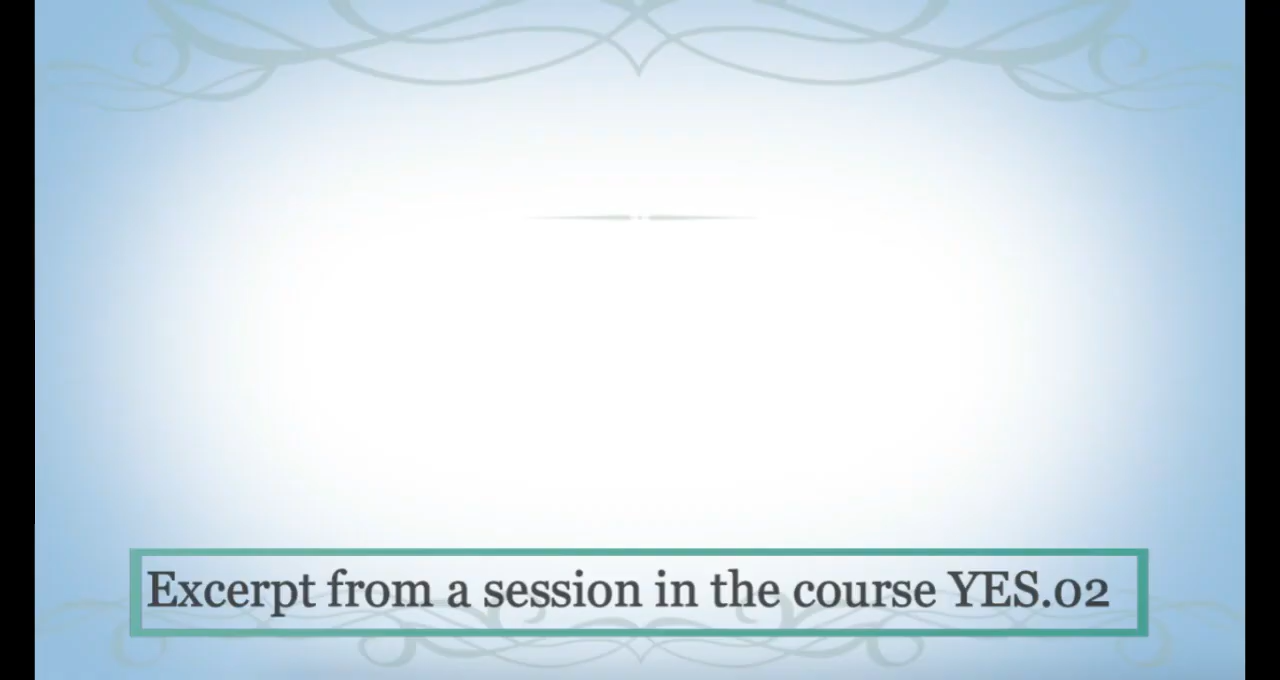 Excerpt from a session in the course YES.02